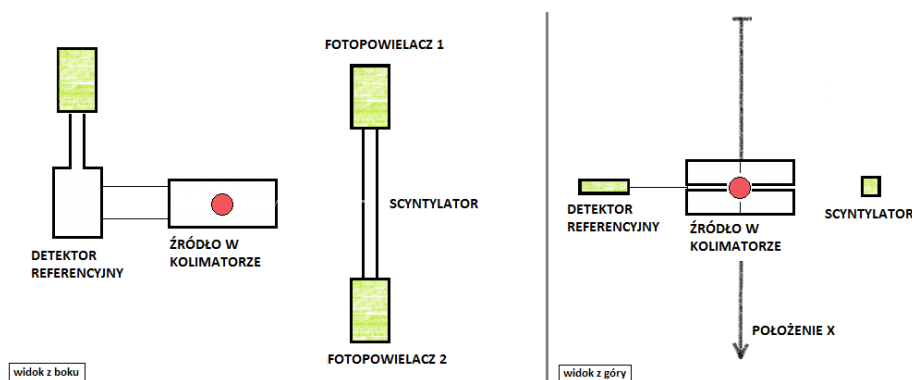 FOTOPOWIELACZ 1
SCYNTYLATOR
DETEKTOR
REFERENCYJNY
ŹRÓDŁO W
KOLIMATORZE
FOTOPOWIELACZ 2
widok z boku
DETEKTOR
REFERENCYJNY
ŹRÓDŁO W
KOLIMATORZE
SCYNTYLATOR
POŁOŻENIE X
widok z góry